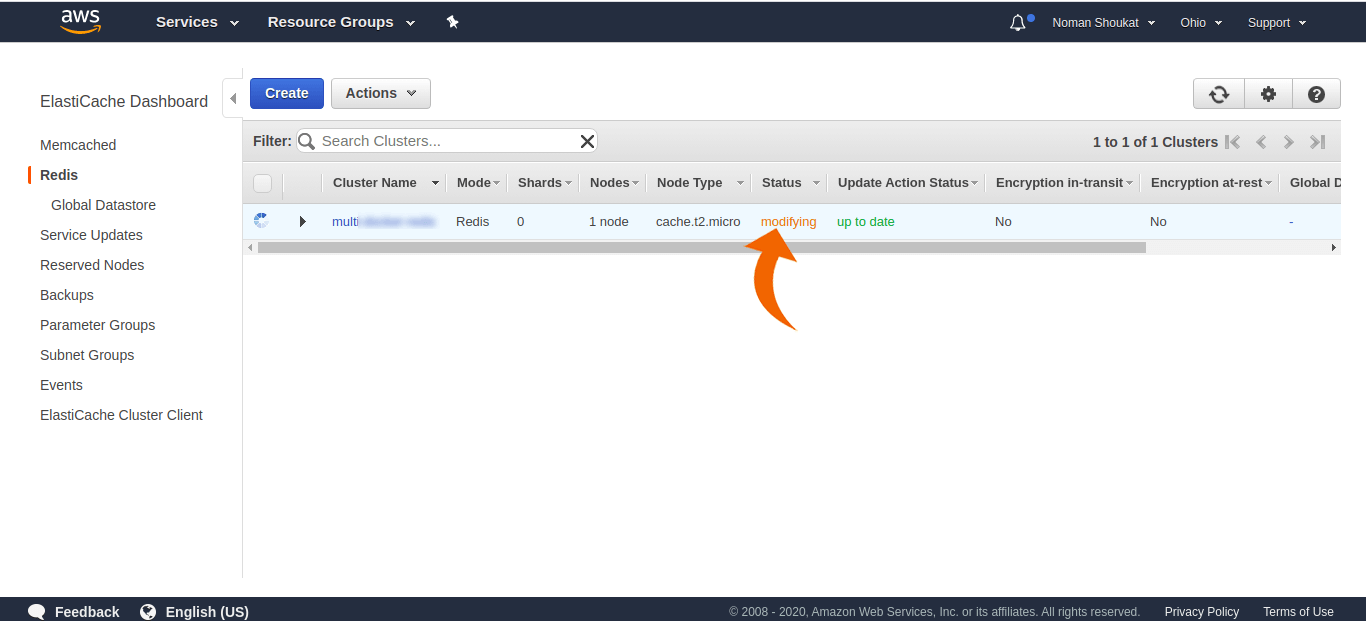 aws Services Resource Groups Noman Shoukat Ohio Support
ElastiCache Dashboard
Memcached
Redis
Global Datastore
Service Updates
Reserved Nodes
Backups
Parameter Groups
Subnet Groups
Events
ElastiCache Cluster Client
Create Actions
Filter: Search Clusters... 1 to 1 of 1 Clusters
Cluster Name Mode Shards Nodes Node Type Status Update Action Status Encryption in-transit Encryption at-rest Global D
multi Redis 0 1 node cache.t2.micro modifying up to date No No -
Feedback English (US) © 2008 - 2020, Amazon Web Services, Inc. or its affiliates. All rights reserved. Privacy Policy Terms of Use